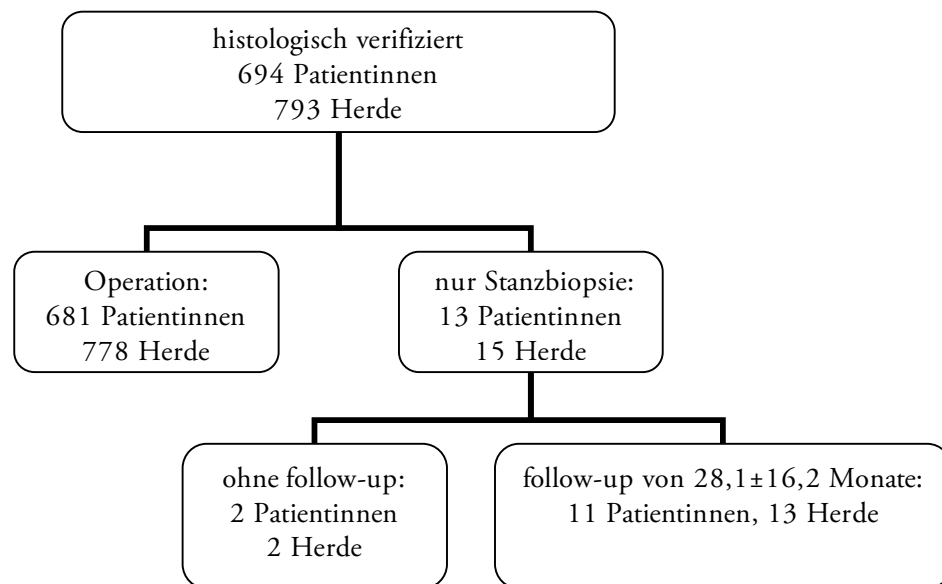 histologisch verifiziert
694 Patientinnen
793 Herde
Operation:
681 Patientinnen
778 Herde
nur Stanzbiopsie:
13 Patientinnen
15 Herde
ohne follow-up:
2 Patientinnen
2 Herde
follow-up von 28,1±16,2 Monate:
11 Patientinnen, 13 Herde